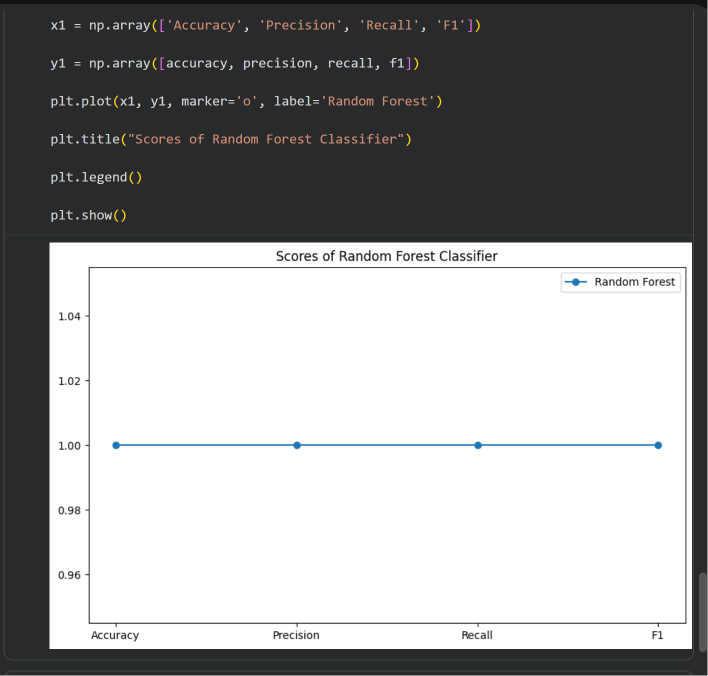 x1 = np.array(['Accuracy', 'Precision', 'Recall', 'F1'])
y1 = np.array([accuracy, precision, recall, f1])
plt.plot(x1, y1, marker='o', label='Random Forest')
plt.title("Scores of Random Forest Classifier")
plt.legend()
plt.show()
Scores of Random Forest Classifier
Random Forest
1.04
1.02
1.00
0.98
0.96
Accuracy Precision Recall F1